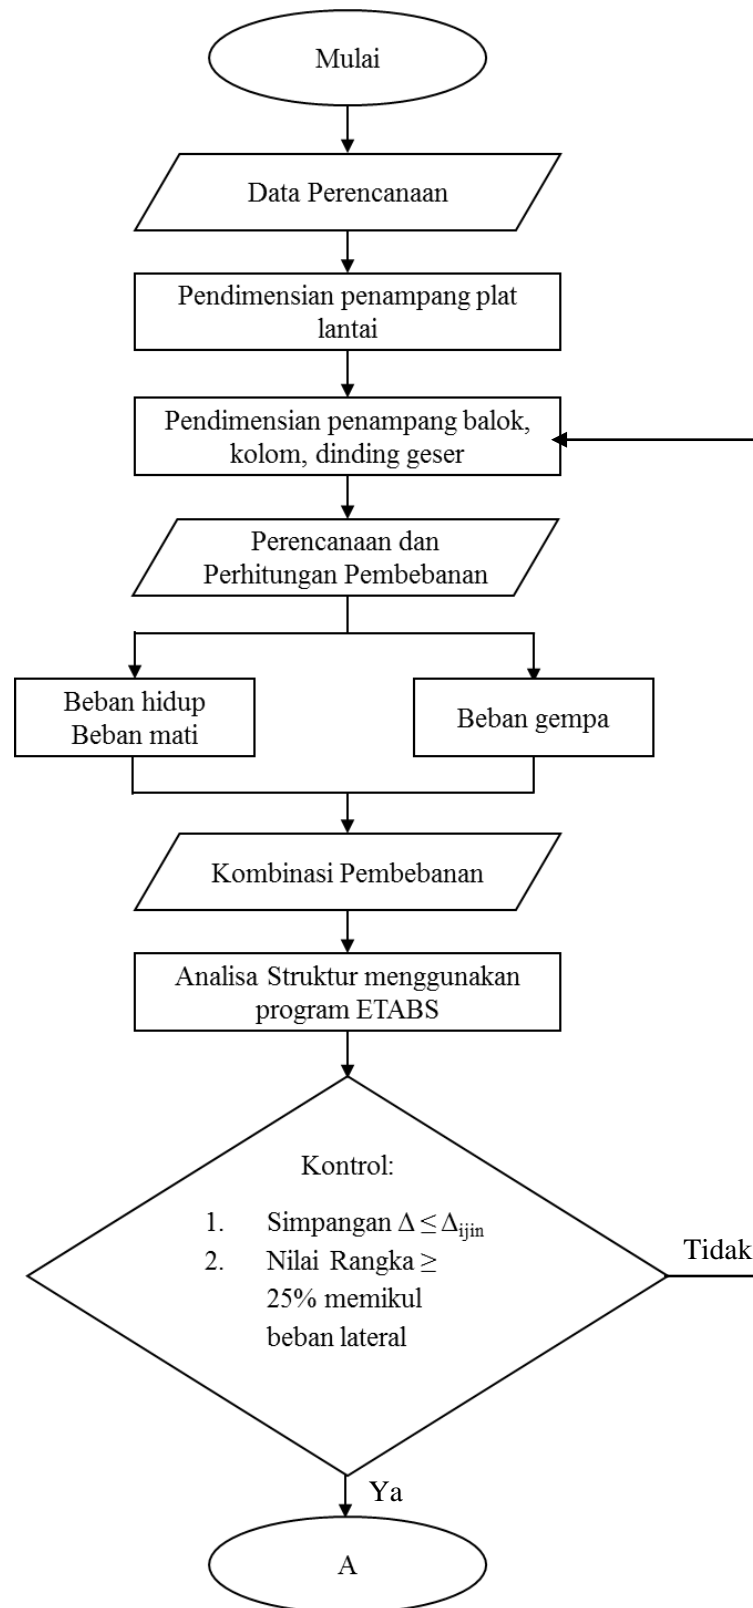 Mulai
Data Perencanaan
Pendimensian penampang plat
lantai
Pendimensian penampang balok,
kolom, dinding geser
Perencanaan dan
Perhitungan Pembebanan
Beban hidup
Beban mati
Beban gempa
Kombinasi Pembebanan
Analisa Struktur menggunakan
program ETABS
Kontrol:
1. Simpangan Δ ≤ Δijin
2. Nilai Rangka ≥
25% memikul
beban lateral
Tidak
Ya
A